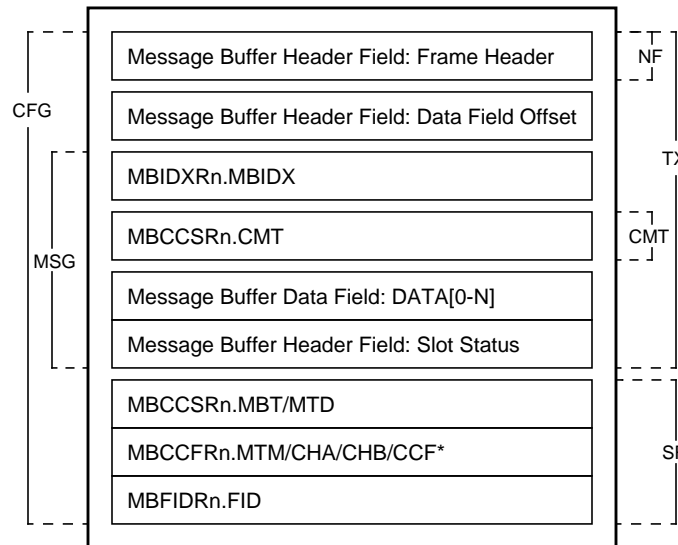 Message Buffer Header Field: Frame Header
NF
CFG
Message Buffer Header Field: Data Field Offset
MBIDXRn.MBIDX
MBCCSRn.CMT
CMT
MSG
Message Buffer Data Field: DATA[0-N]
Message Buffer Header Field: Slot Status
MBCCSRn.MBT/MTD
MBCCFRn.MTM/CHA/CHB/CCF*
MBFIDRn.FID